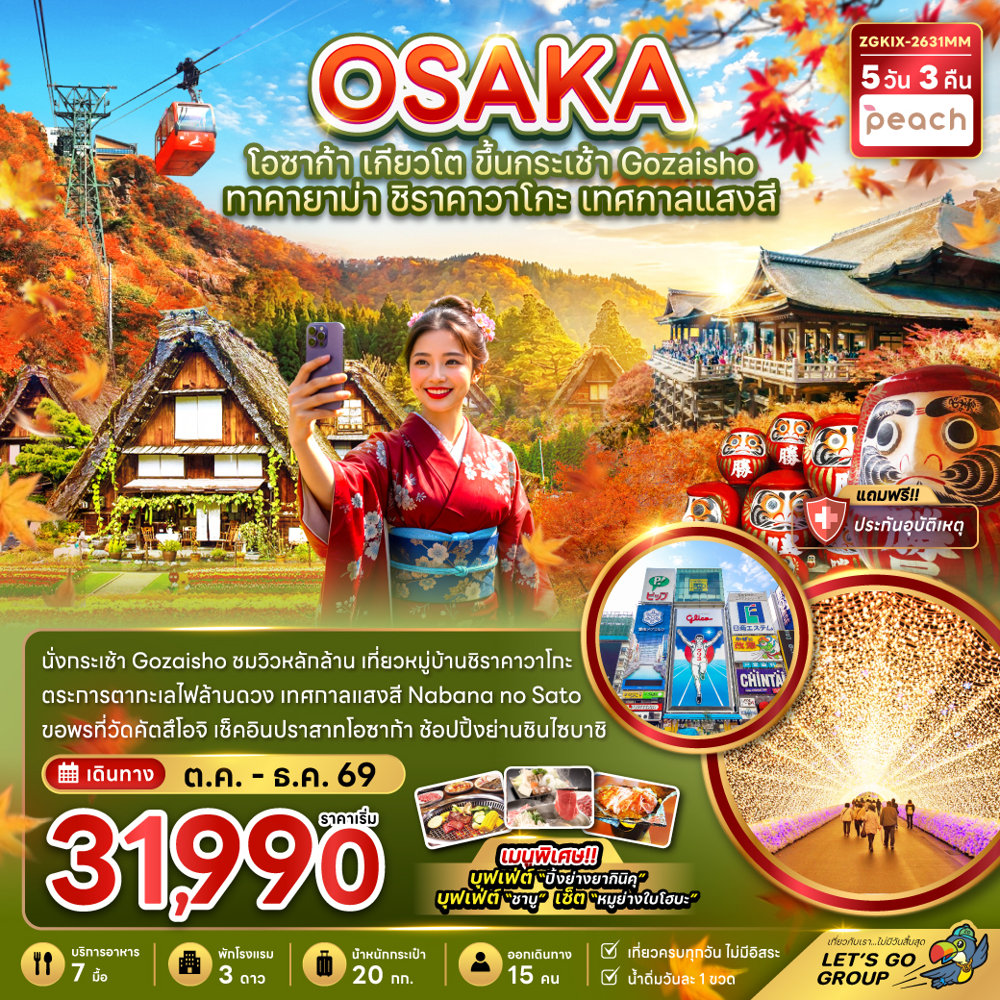 ZGKIX-2631MM
5 วัน 3 คืน
peach
OSAKA
โอซาก้า เกียวโต ขึ้นกระเช้า Gozaisho
ทาคายาม่า ชิราคาวาโกะ เทศกาลแสงสี
勝
勝
勝
แถมฟรี!!
ประกันอุบัติเหตุ
ピップ
Glico
日商エステム
CHINTAI
นั่งกระเช้า Gozaisho ชมวิวหลักล้าน เที่ยวหมู่บ้านชิราคาวาโกะ
ตระการตาทะเลไฟล้านดวง เทศกาลแสงสี Nabana no Sato
ขอพรที่วัดคัตสึโอจิ เช็คอินปราสาทโอซาก้า ช้อปปิ้งย่านชินไซบาชิ
เดินทาง ต.ค. - ธ.ค. 69
ราคาเริ่ม
31,990
เมนูพิเศษ!!
บุฟเฟ่ต์ "ปิ้งย่างยากินิคุ"
บุฟเฟ่ต์ "ชาบู" เซ็ต "หมูย่างใบโฮบะ"
บริการอาหาร
7 มื้อ
พักโรงแรม
3 ดาว
น้ำหนักกระเป๋า
20 กก.
ออกเดินทาง
15 คน
เที่ยวครบทุกวัน ไม่มีอิสระ
น้ำดื่มวันละ 1 ขวด
เที่ยวกับเรา...ไม่มีวันสิ้นสุด
LET'S GO
GROUP